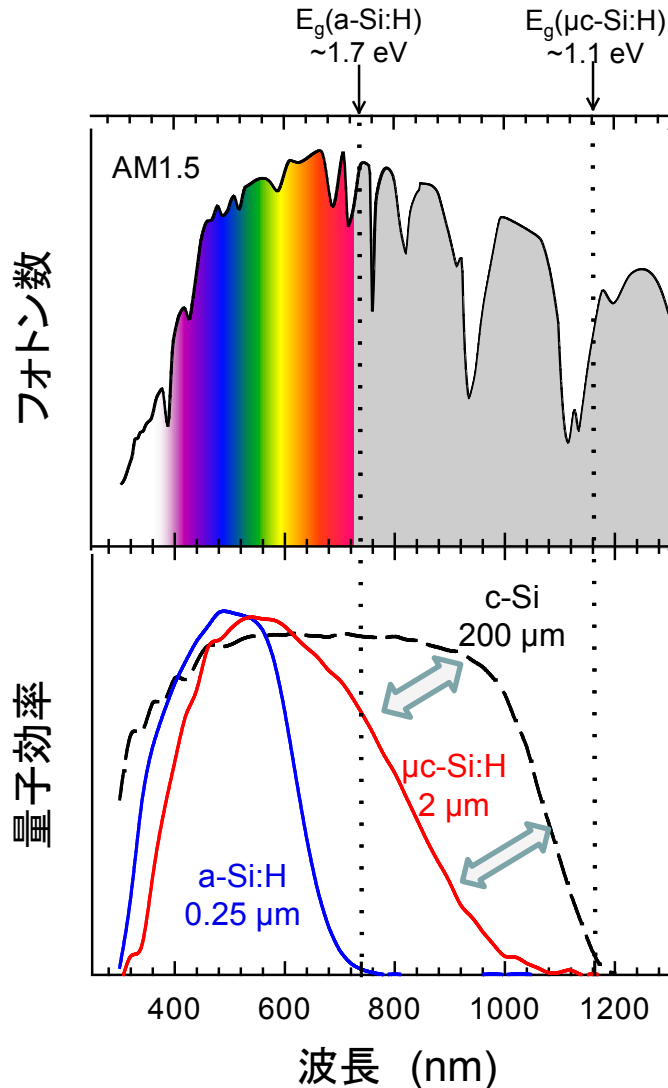 E_g(a-Si:H)
~1.7 eV
E_g(μc-Si:H)
~1.1 eV
AM1.5
フォトン数
c-Si
200 μm
μc-Si:H
2 μm
a-Si:H
0.25 μm
量子効率
400 600 800 1000 1200
波長 (nm)